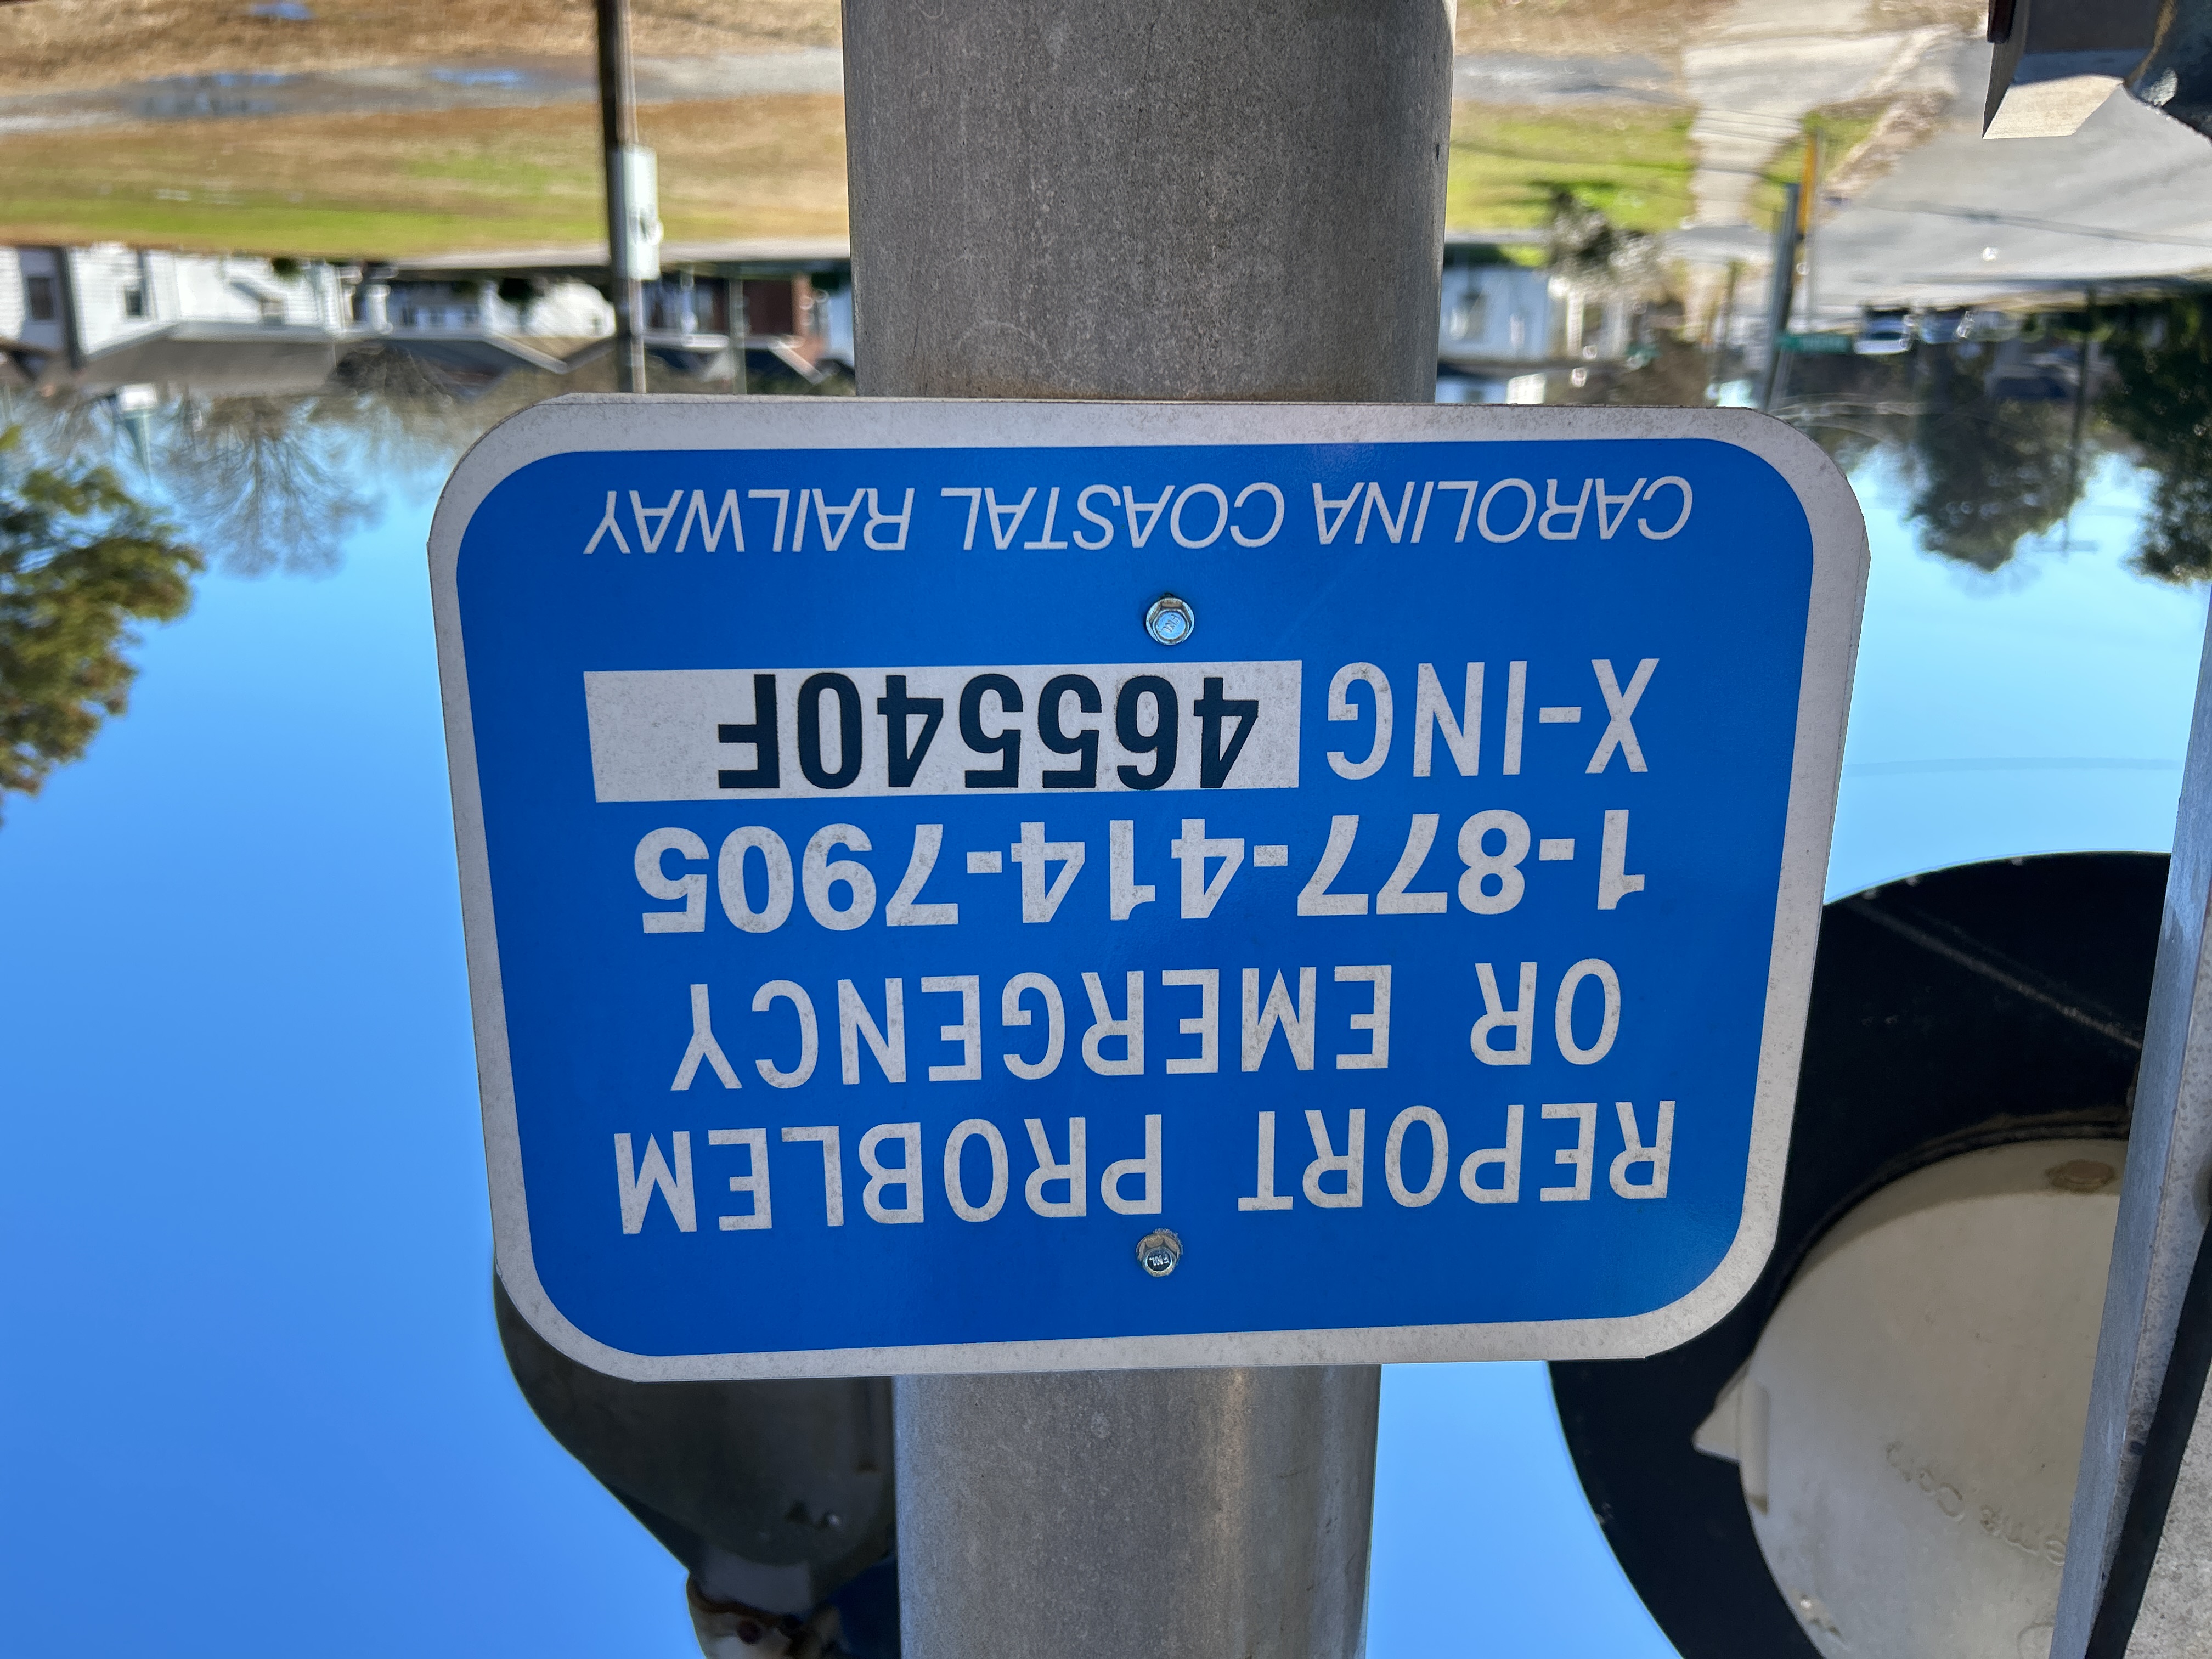 REPORT PROBLEM
OR EMERGENCY
1-877-414-7905
X-ING 465540F
CAROLINA COASTAL RAILWAY